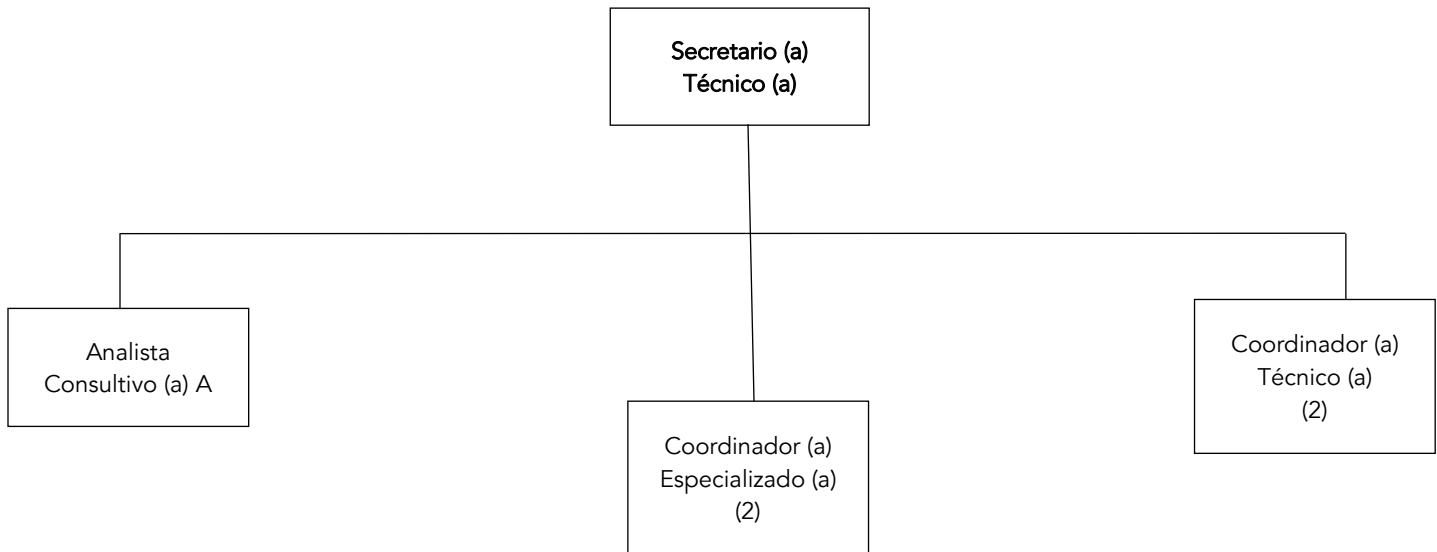 Secretario (a)
Técnico (a)
Analista
Consultivo (a) A
Coordinador (a)
Especializado (a)
(2)
Coordinador (a)
Técnico (a)
(2)